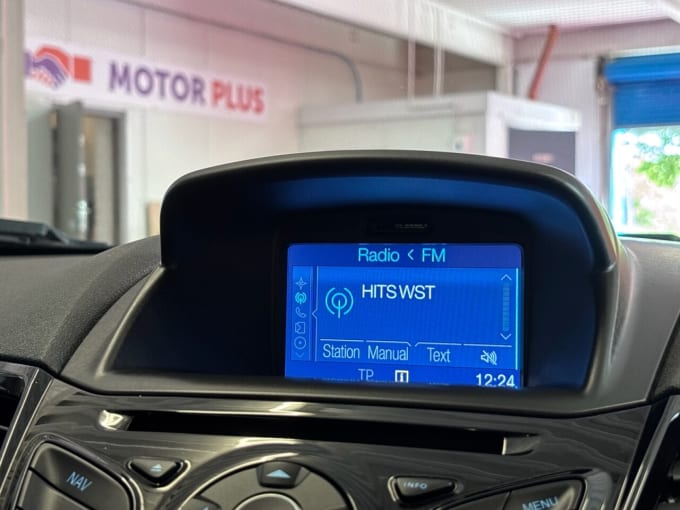 MOTOR PLUS
Radio < FM
HITS WST
Station Manual Text
TP i 12:24
NAV
INFO
MENU